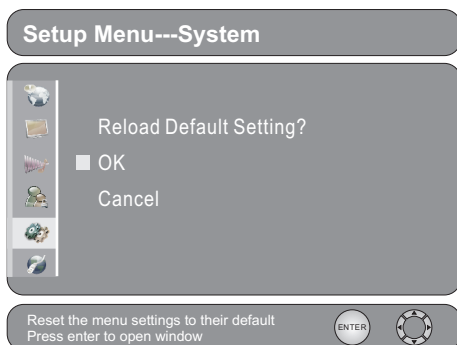 Setup Menu---System
Reload Default Setting?
OK
Cancel
Reset the menu settings to their default
Press enter to open window
ENTER